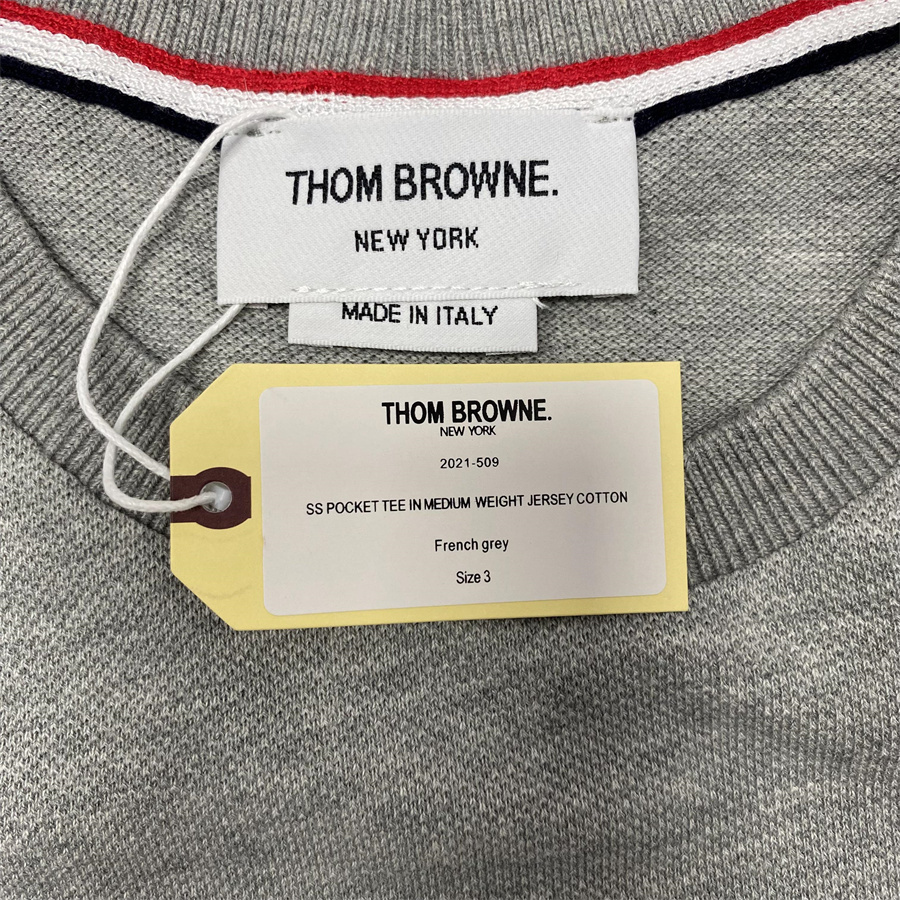 THOM BROWNE.
NEW YORK
MADE IN ITALY
THOM BROWNE.
NEW YORK
2021-509
SS POCKET TEE IN MEDIUM WEIGHT JERSEY COTTON
French grey
Size 3